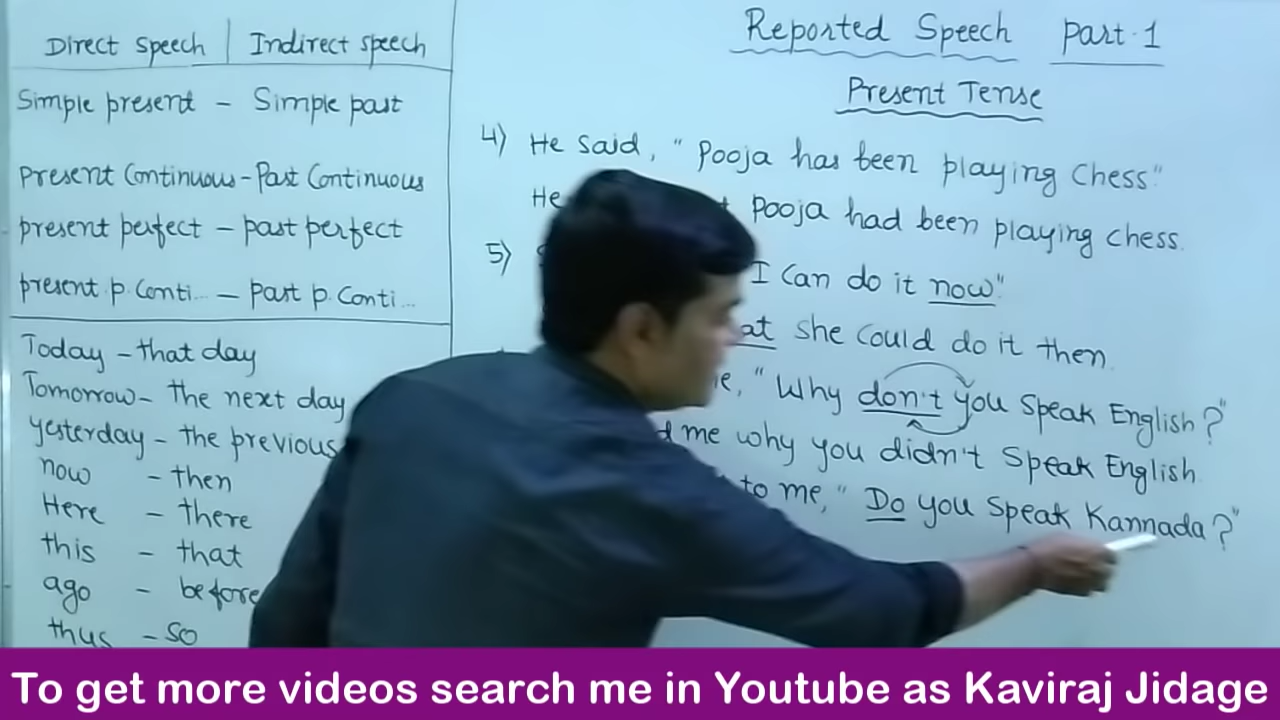 Direct speech | Indirect speech
Simple present - Simple past
present Continuous - Past Continuous
present perfect - past perfect
present p. Conti... - Past p. Conti...
Today - that day
Tomorrow - The next day
yesterday - the previous
now - then
Here - there
this - that
ago - before
thus - so
Reported Speech Part. 1
Present Tense
4) He Said, " Pooja has been playing Chess."
He Pooja had been playing chess.
5) I Can do it now"
she could do it then.
"Why don't you Speak English?"
me why you didn't Speak English.
to me, " Do you Speak Kannada?"
To get more videos search me in Youtube as Kaviraj Jidage